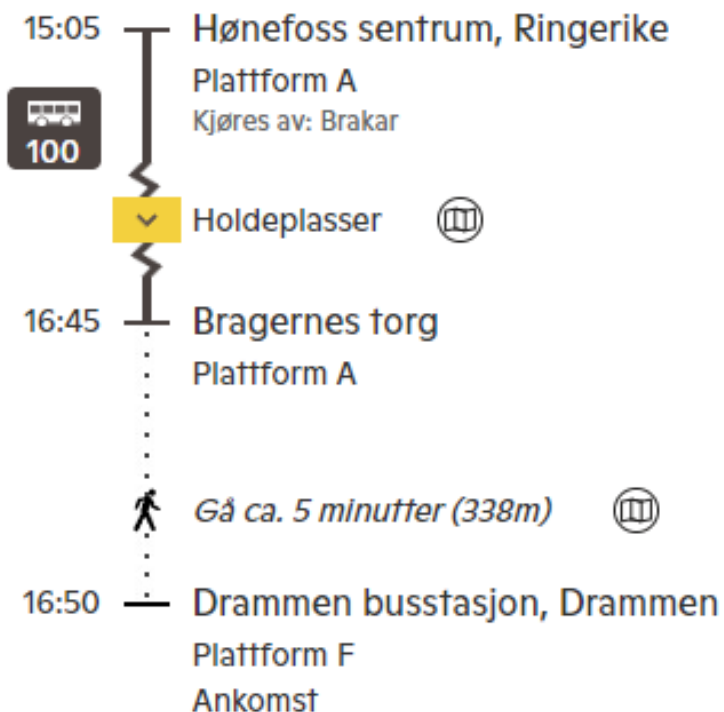 15:05 Hønefoss sentrum, Ringerike
Plattform A
Kjøres av: Brakar
100
Holdeplasser
16:45 Bragernes torg
Plattform A
Gå ca. 5 minutter (338m)
16:50 Drammen busstasjon, Drammen
Plattform F
Ankomst